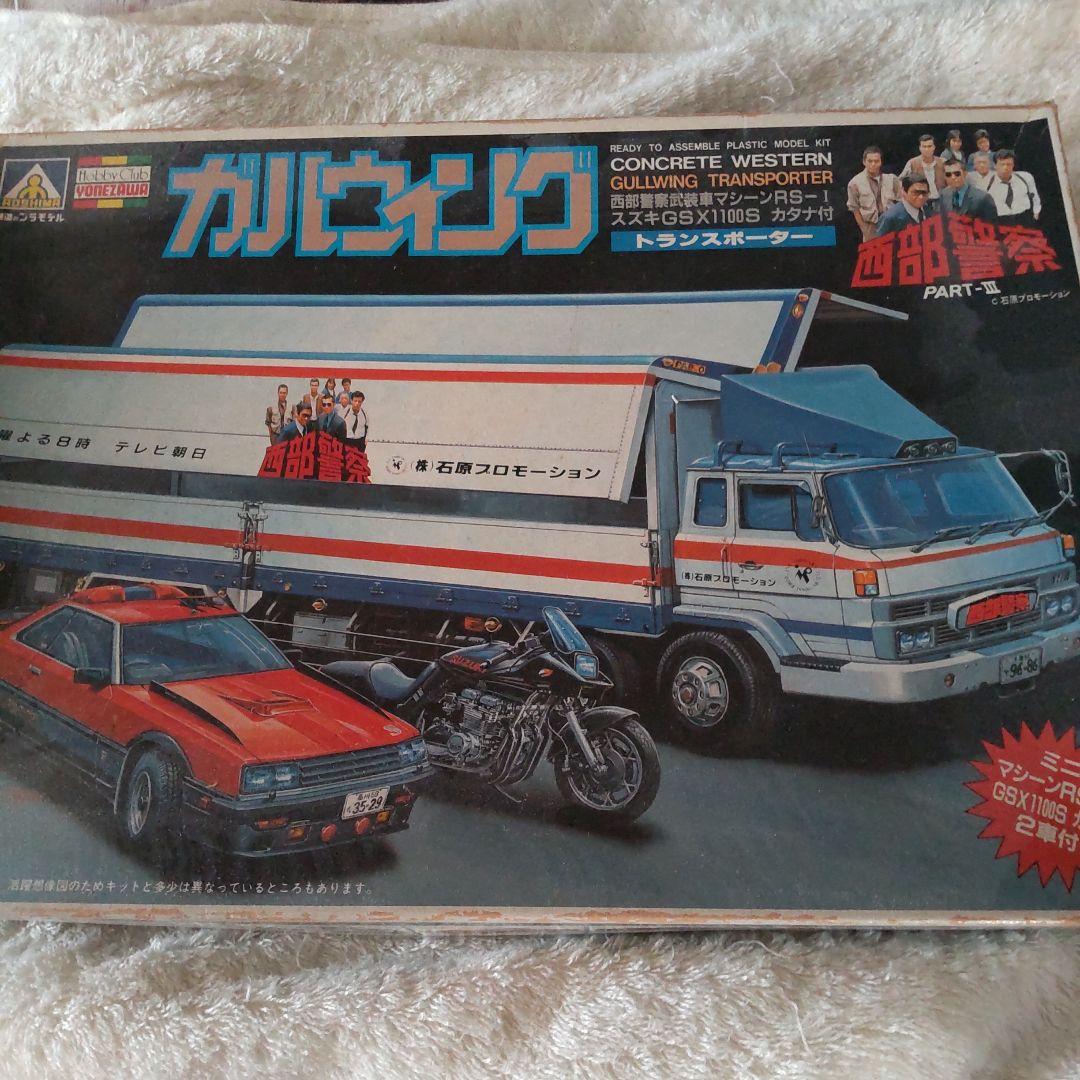 AOSHIMA
Hobby Club
YONEZAWA
のプラモデル
ガルウィング
READY TO ASSEMBLE PLASTIC MODEL KIT
CONCRETE WESTERN
GULLWING TRANSPORTER
西部警察武装車マシーンRS-I
スズキGSX1100S カタナ付
トランスポーター
西部警察
PART-III
C 石原プロモーション
曜よる8時 テレビ朝日
西部警察
(株)石原プロモーション
(株)石原プロモーション
西部警察
96-86
SUZUKI
35-29
ミニ
マシーンRS
GSX1100S カ
2車付
活躍想像図のためキットと多少は異なっているところもあります。